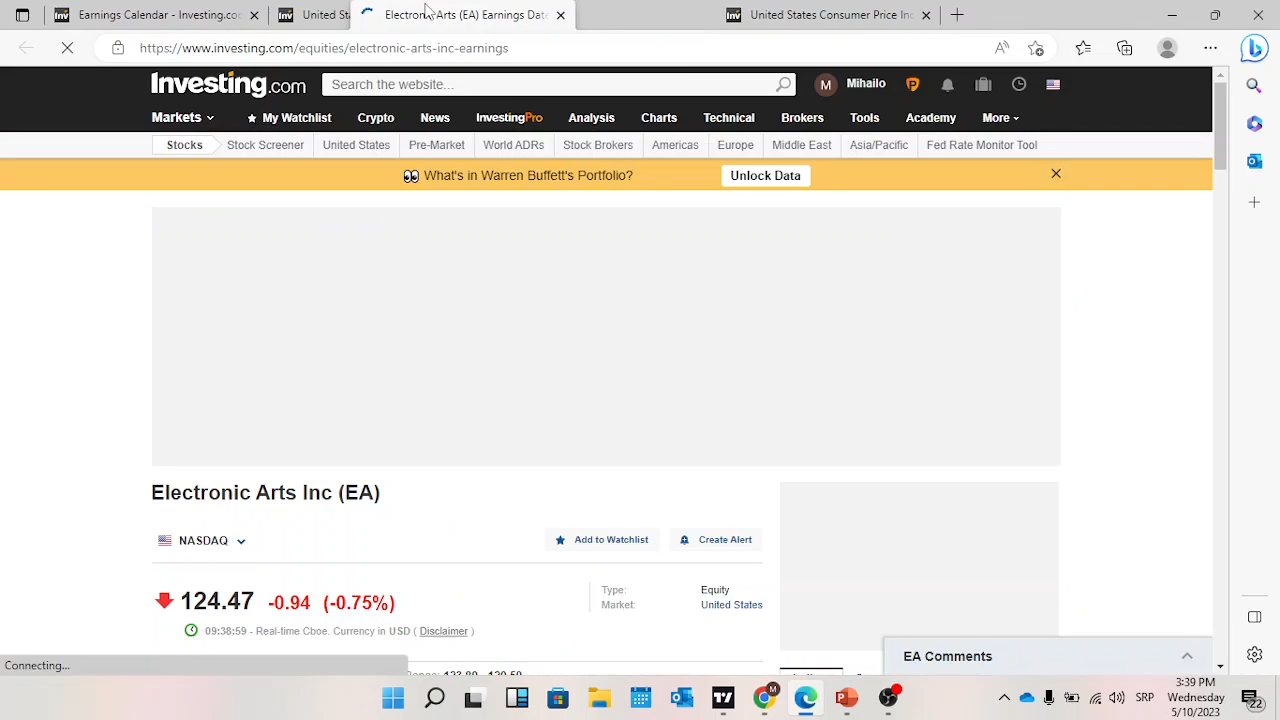 Earnings Calendar - Investing.co
United St
Electronic Arts (EA) Earnings Date
United States Consumer Price In
https://www.investing.com/equities/electronic-arts-inc-earnings
Investing.com
Search the website...
M
Mihailo
Markets
My Watchlist
Crypto
News
InvestingPro
Analysis
Charts
Technical
Brokers
Tools
Academy
More
Stocks
Stock Screener
United States
Pre-Market
World ADRs
Stock Brokers
Americas
Europe
Middle East
Asia/Pacific
Fed Rate Monitor Tool
What's in Warren Buffett's Portfolio?
Unlock Data
Electronic Arts Inc (EA)
NASDAQ
Add to Watchlist
Create Alert
124.47 -0.94 (-0.75%)
Type: Equity
Market: United States
09:38:59 - Real-time Cboe. Currency in USD ( Disclaimer )
EA Comments
Connecting...
SRP
3:39 PM
Wednesday
5/10/2023
22